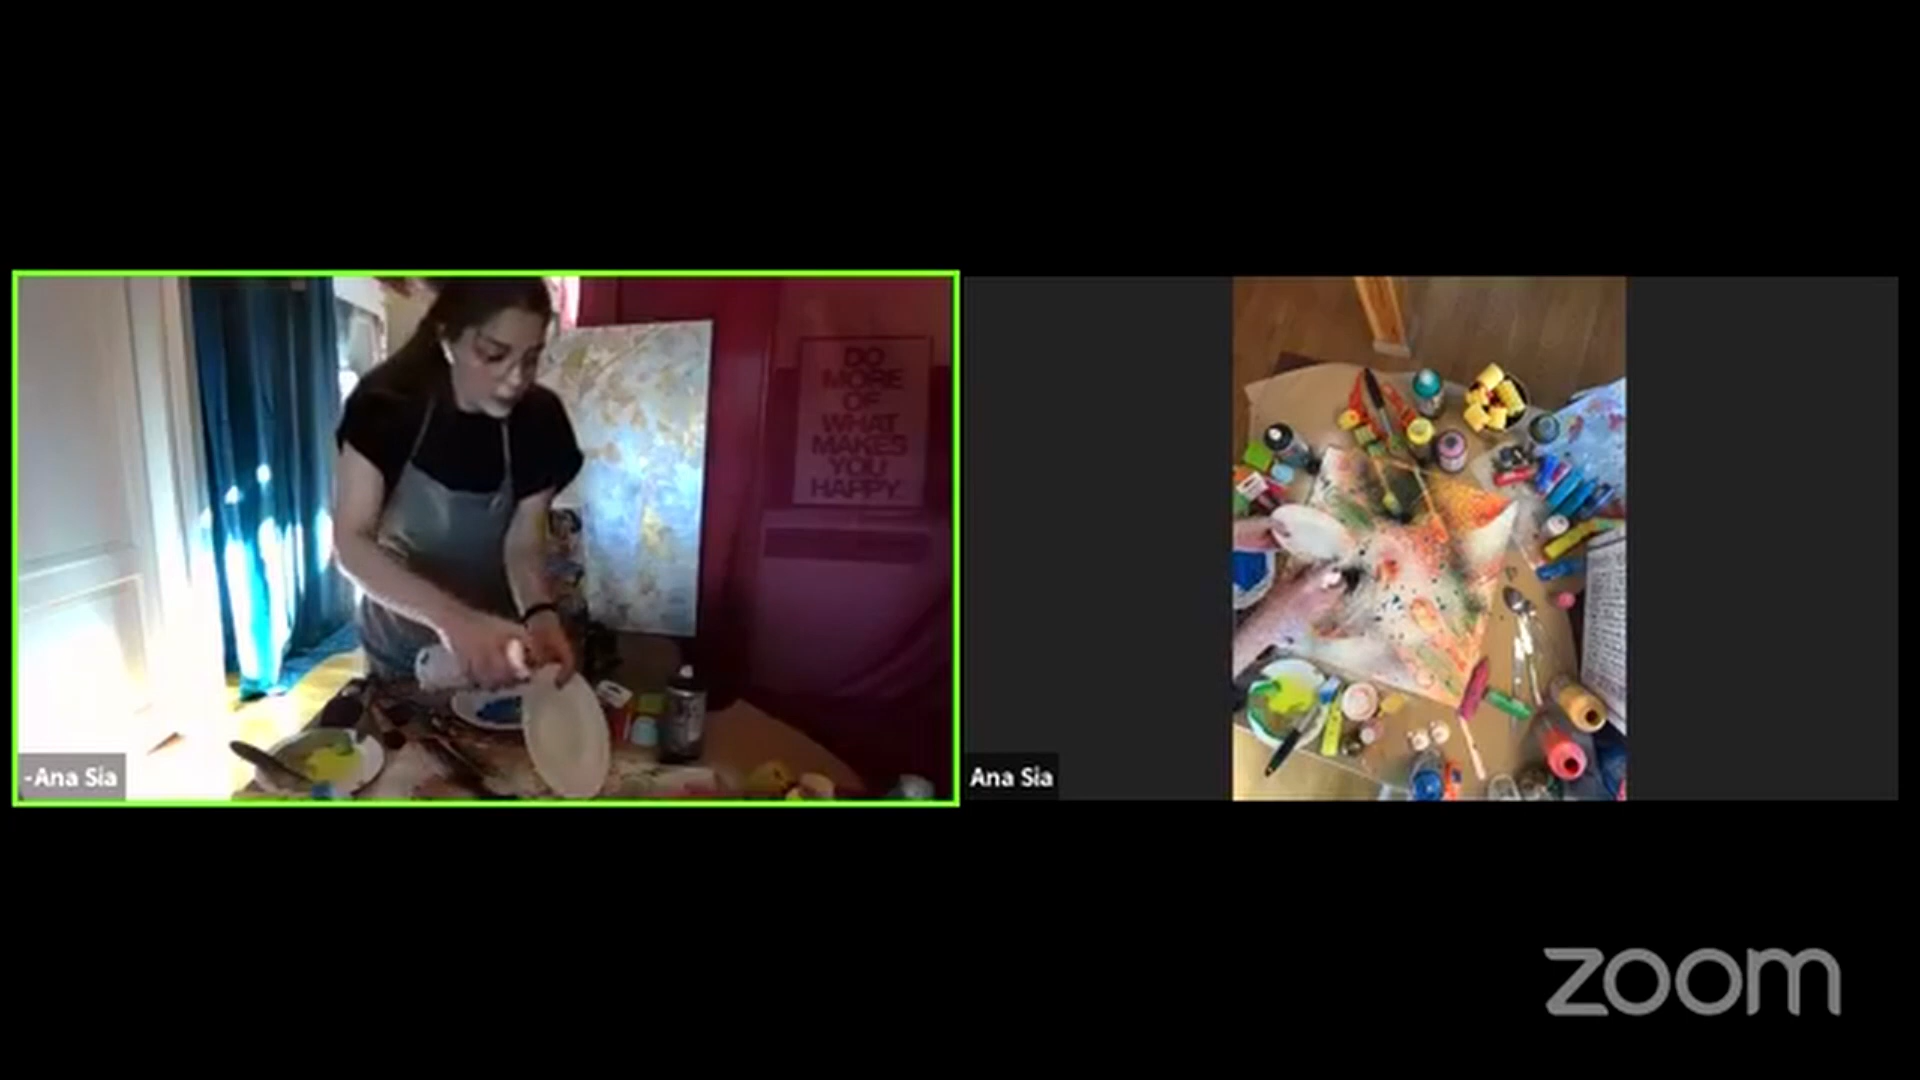 DO
MORE
OF
WHAT
MAKES
YOU
HAPPY.
-Ana Sia
Ana Sia
zoom